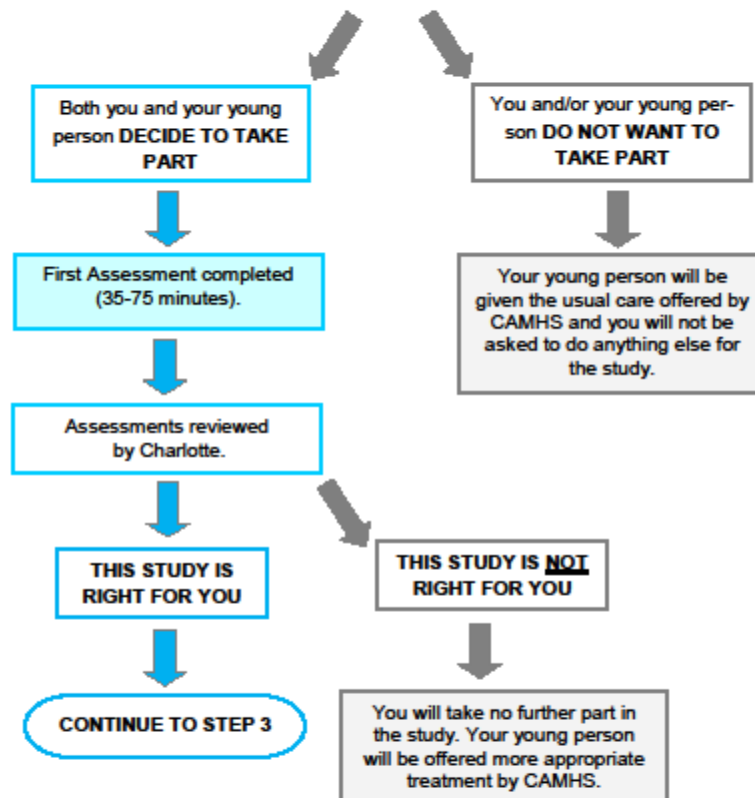 Both you and your young
person DECIDE TO TAKE
PART
You and/or your young per-
son DO NOT WANT TO
TAKE PART
First Assessment completed
(35-75 minutes).
Your young person will be
given the usual care offered by
CAMHS and you will not be
asked to do anything else for
the study.
Assessments reviewed
by Charlotte.
THIS STUDY IS
RIGHT FOR YOU
THIS STUDY IS NOT
RIGHT FOR YOU
CONTINUE TO STEP 3
You will take no further part in
the study. Your young person
will be offered more appropriate
treatment by CAMHS.